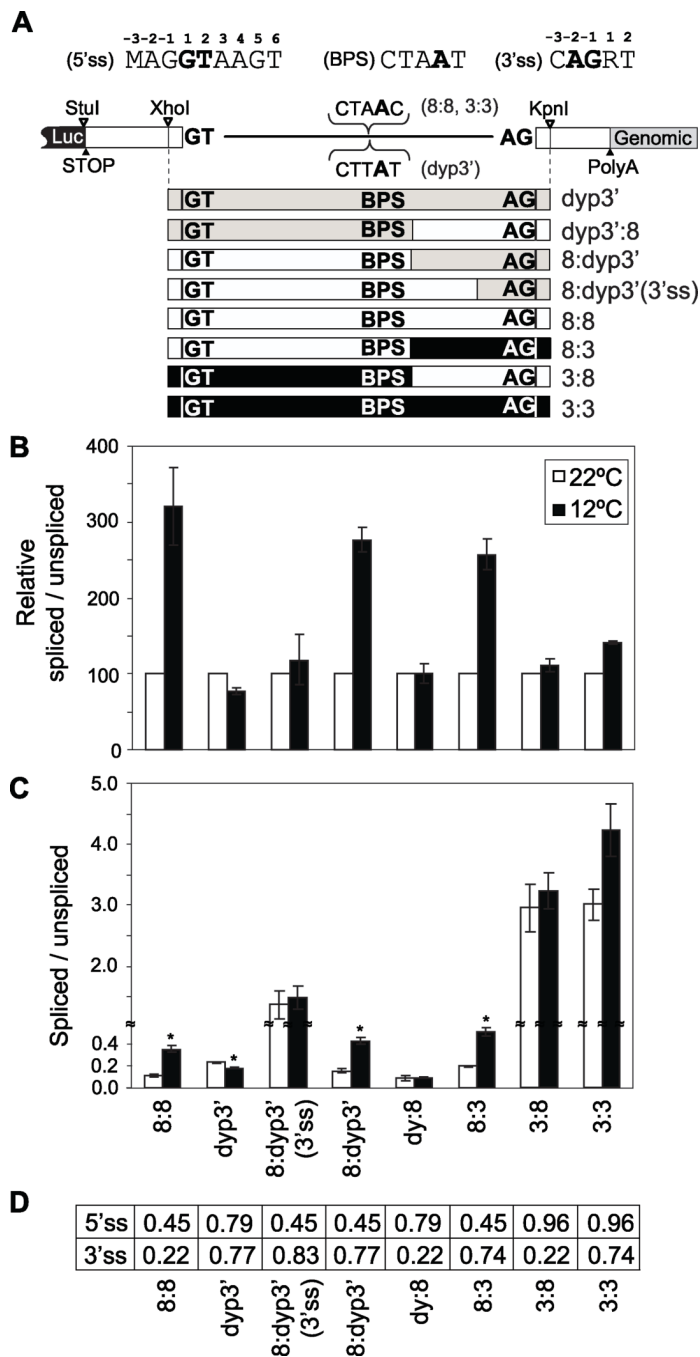 A
-3-2-1 1 2 3 4 5 6
(5'ss) MAGGTAAGT
(BPS) CTAAT
-3-2-1 1 2
(3'ss) CAGRT
StuI XhoI CTAAC (8:8, 3:3) KpnI
Luc GT AG Genomic
STOP CTTAT (dyp3') PolyA
GT BPS AG dyp3'
GT BPS AG dyp3':8
GT BPS AG 8:dyp3'
GT BPS AG 8:dyp3'(3'ss)
GT BPS AG 8:8
GT BPS AG 8:3
GT BPS AG 3:8
GT BPS AG 3:3
B
Relative
spliced / unspliced
400
300
200
100
0
22ºC
12ºC
C
Spliced / unspliced
5.0
4.0
3.0
2.0
0.4
0.2
0.0
* * * *
8:8
dyp3'
8:dyp3'
(3'ss)
8:dyp3'
dy:8
8:3
3:8
3:3
D
5'ss 0.45 0.79 0.45 0.45 0.79 0.45 0.96 0.96
3'ss 0.22 0.77 0.83 0.77 0.22 0.74 0.22 0.74
8:8
dyp3'
8:dyp3'
(3'ss)
8:dyp3'
dy:8
8:3
3:8
3:3